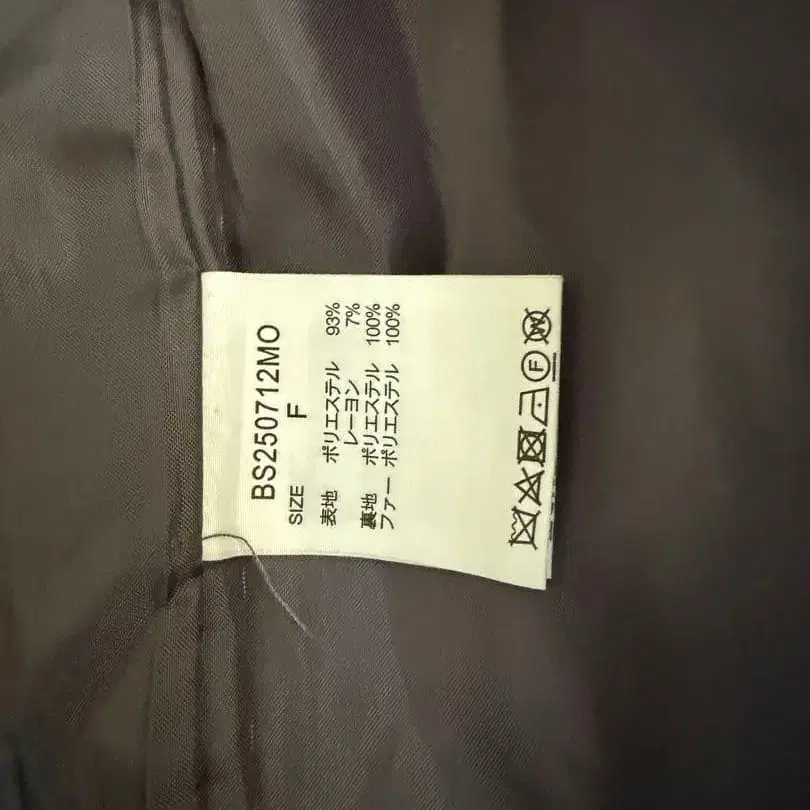 BS250712MO
SIZE F
表地 ポリエステル 93%
レーヨン 7%
裏地 ポリエステル 100%
ファー ポリエステル 100%